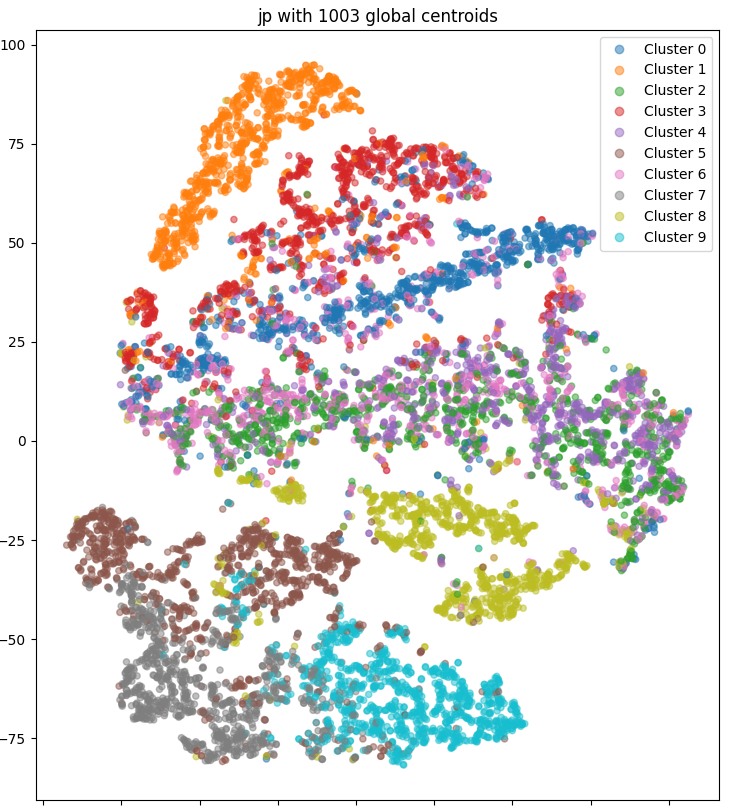 jp with 1003 global centroids
Cluster 0
Cluster 1
Cluster 2
Cluster 3
Cluster 4
Cluster 5
Cluster 6
Cluster 7
Cluster 8
Cluster 9
100
75
50
25
0
−25
−50
−75